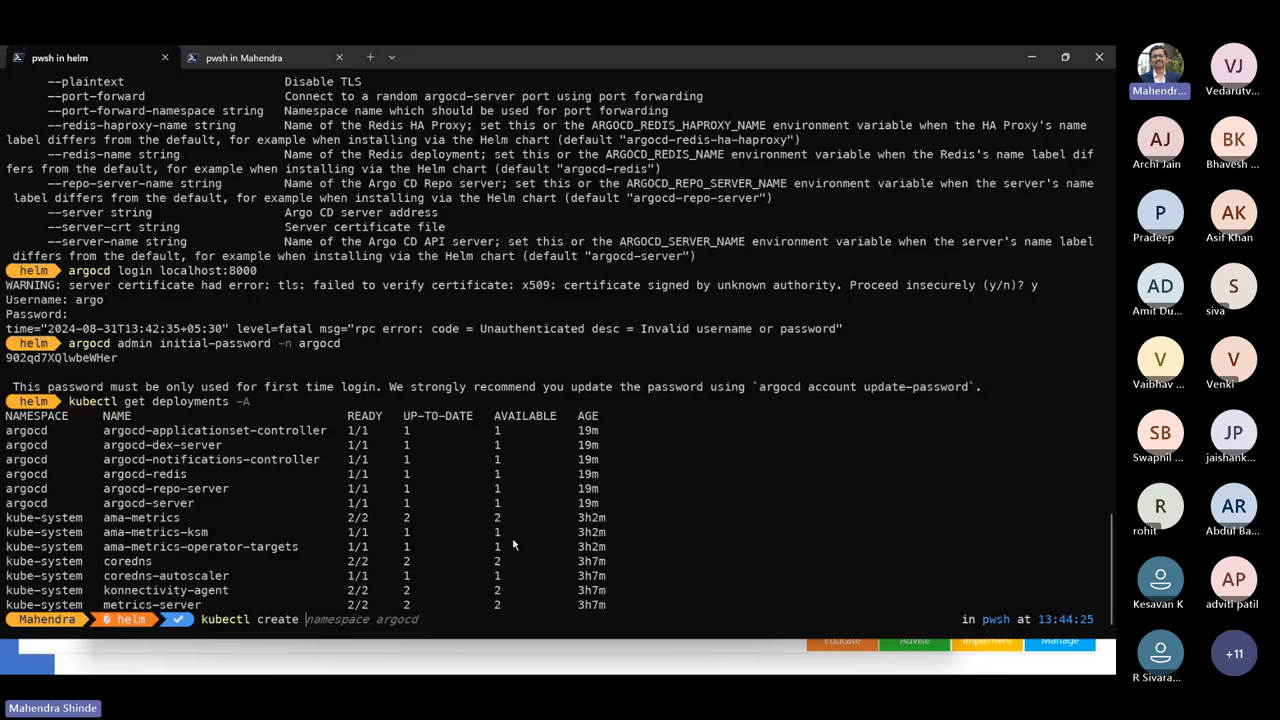 pwsh in helm
pwsh in Mahendra
--plaintext Disable TLS
--port-forward Connect to a random argocd-server port using port forwarding
--port-forward-namespace string Namespace name which should be used for port forwarding
--redis-haproxy-name string Name of the Redis HA Proxy; set this or the ARGOCD_REDIS_HAPROXY_NAME environment variable when the HA Proxy's name
label differs from the default, for example when installing via the Helm chart (default "argocd-redis-ha-haproxy")
--redis-name string Name of the Redis deployment; set this or the ARGOCD_REDIS_NAME environment variable when the Redis's name label dif
fers from the default, for example when installing via the Helm chart (default "argocd-redis")
--repo-server-name string Name of the Argo CD Repo server; set this or the ARGOCD_REPO_SERVER_NAME environment variable when the server's name
label differs from the default, for example when installing via the Helm chart (default "argocd-repo-server")
--server string Argo CD server address
--server-crt string Server certificate file
--server-name string Name of the Argo CD API server; set this or the ARGOCD_SERVER_NAME environment variable when the server's name label
differs from the default, for example when installing via the Helm chart (default "argocd-server")
helm argocd login localhost:8000
WARNING: server certificate had error: tls: failed to verify certificate: x509: certificate signed by unknown authority. Proceed insecurely (y/n)? y
Username: argo
Password:
time="2024-08-31T13:42:35+05:30" level=fatal msg="rpc error: code = Unauthenticated desc = Invalid username or password"
helm argocd admin initial-password -n argocd
902qd7XQlwbeWHer
This password must be only used for first time login. We strongly recommend you update the password using `argocd account update-password`.
helm kubectl get deployments -A
NAMESPACE NAME READY UP-TO-DATE AVAILABLE AGE
argocd argocd-applicationset-controller 1/1 1 1 19m
argocd argocd-dex-server 1/1 1 1 19m
argocd argocd-notifications-controller 1/1 1 1 19m
argocd argocd-redis 1/1 1 1 19m
argocd argocd-repo-server 1/1 1 1 19m
argocd argocd-server 1/1 1 1 19m
kube-system ama-metrics 2/2 2 2 3h2m
kube-system ama-metrics-ksm 1/1 1 1 3h2m
kube-system ama-metrics-operator-targets 1/1 1 1 3h2m
kube-system coredns 2/2 2 2 3h7m
kube-system coredns-autoscaler 1/1 1 1 3h7m
kube-system konnectivity-agent 2/2 2 2 3h7m
kube-system metrics-server 2/2 2 2 3h7m
Mahendra helm kubectl create namespace argocd in pwsh at 13:44:25
Educate Advise Implement Manage
Mahendra Shinde
Mahendr...
VJ
Vedarutv...
AJ
Archi Jain
BK
Bhavesh ...
P
Pradeep
AK
Asif Khan
AD
Amit Du...
S
siva
V
Vaibhav ...
V
Venki
SB
Swapnil ...
JP
jaishank...
R
rohit
AR
Abdul Ba...
Kesavan K
AP
adviti patil
R Sivara...
+11